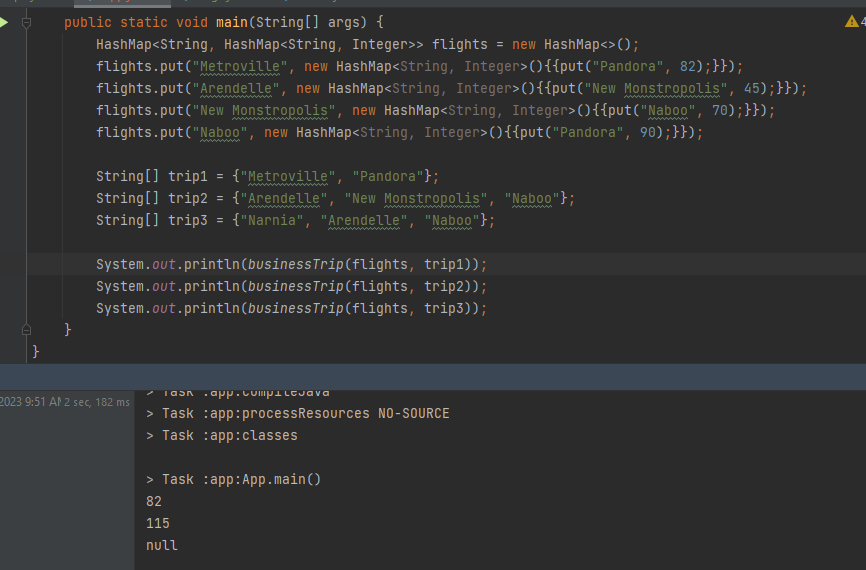 public static void main(String[] args) {
HashMap<String, HashMap<String, Integer>> flights = new HashMap<>();
flights.put("Metroville", new HashMap<String, Integer>(){{put("Pandora", 82);}});
flights.put("Arendelle", new HashMap<String, Integer>(){{put("New Monstropolis", 45);}});
flights.put("New Monstropolis", new HashMap<String, Integer>(){{put("Naboo", 70);}});
flights.put("Naboo", new HashMap<String, Integer>(){{put("Pandora", 90);}});
String[] trip1 = {"Metroville", "Pandora"};
String[] trip2 = {"Arendelle", "New Monstropolis", "Naboo"};
String[] trip3 = {"Narnia", "Arendelle", "Naboo"};
System.out.println(businessTrip(flights, trip1));
System.out.println(businessTrip(flights, trip2));
System.out.println(businessTrip(flights, trip3));
}
}
> Task :app:compileJava
2023 9:51 AM 2 sec, 182 ms
> Task :app:processResources NO-SOURCE
> Task :app:classes
> Task :app:App.main()
82
115
null